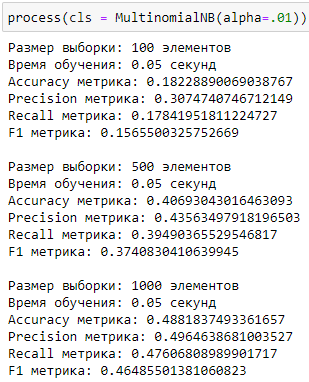 process(cls = MultinomialNB(alpha=.01))
Размер выборки: 100 элементов
Время обучения: 0.05 секунд
Accuracy метрика: 0.18228890069038767
Precision метрика: 0.3074740746712149
Recall метрика: 0.17841951811224727
F1 метрика: 0.1565500325752669
Размер выборки: 500 элементов
Время обучения: 0.05 секунд
Accuracy метрика: 0.40693043016463093
Precision метрика: 0.43563497918196503
Recall метрика: 0.39490365529546817
F1 метрика: 0.3740830410639945
Размер выборки: 1000 элементов
Время обучения: 0.05 секунд
Accuracy метрика: 0.4881837493361657
Precision метрика: 0.4964638681003527
Recall метрика: 0.47606808989901717
F1 метрика: 0.46485501381060823